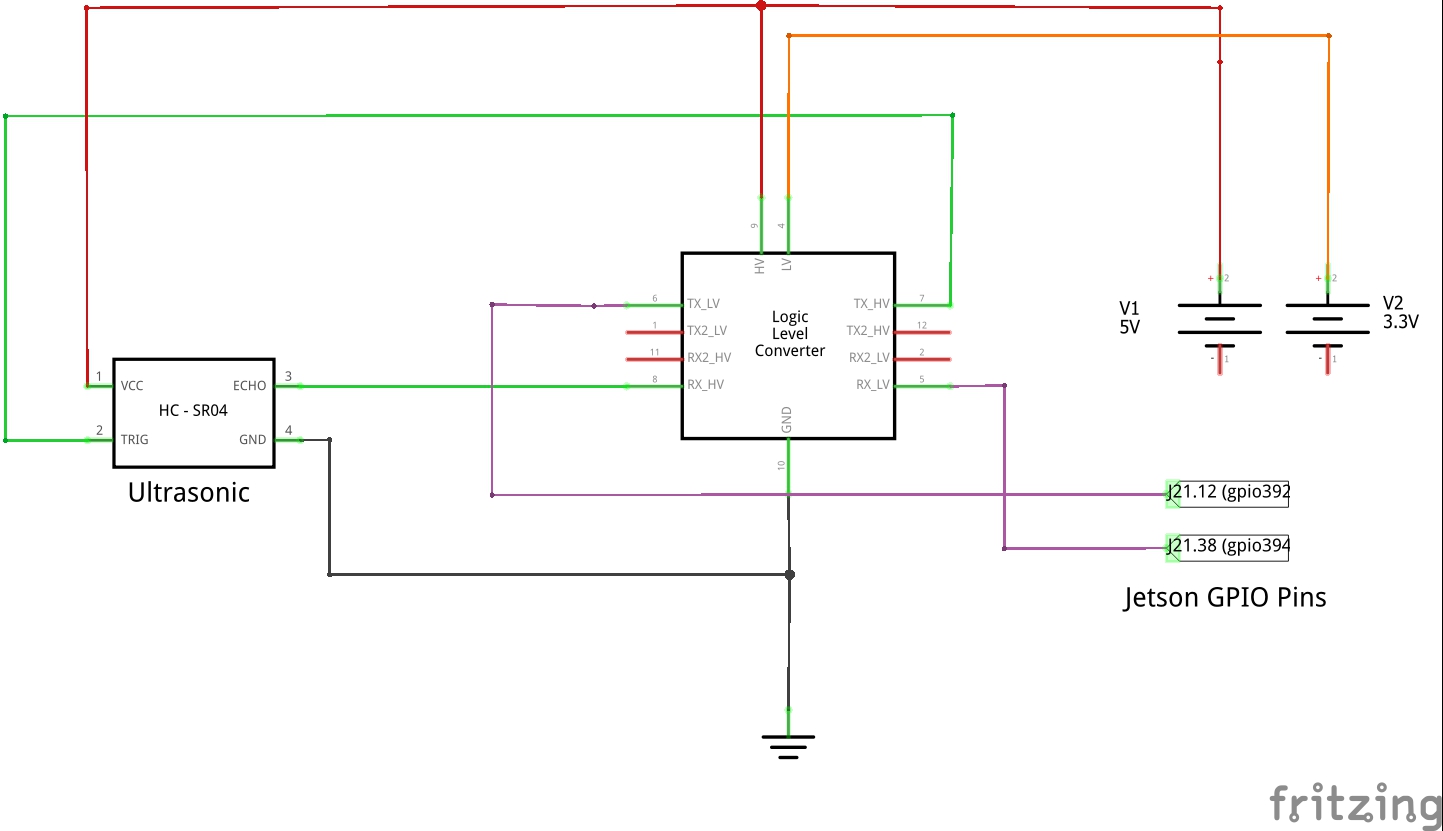 9
4
HV
LV
+ 2
+ 2
V1
5V
V2
3.3V
- 1
- 1
6
TX_LV
TX_HV
7
1
TX2_LV
TX2_HV
12
11
RX2_HV
RX2_LV
2
8
RX_HV
RX_LV
5
Logic
Level
Converter
GND
10
1
VCC
ECHO
3
HC - SR04
2
TRIG
GND
4
Ultrasonic
J21.12 (gpio392
J21.38 (gpio394
Jetson GPIO Pins
fritzing